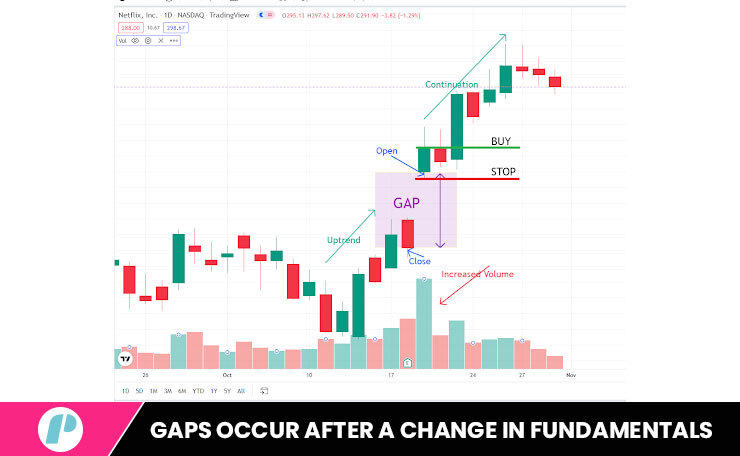 Netflix, Inc. · 1D · NASDAQ · TradingView O295.13 H297.62 L289.50 C291.90 −3.82 (−1.29%)
288.00 10.67 298.67
Vol
Continuation
BUY
Open
STOP
GAP
Uptrend
Close
Increased Volume
26 Oct 10 17 24 27 Nov
1D 5D 1M 3M 6M YTD 1Y 5Y All
GAPS OCCUR AFTER A CHANGE IN FUNDAMENTALS